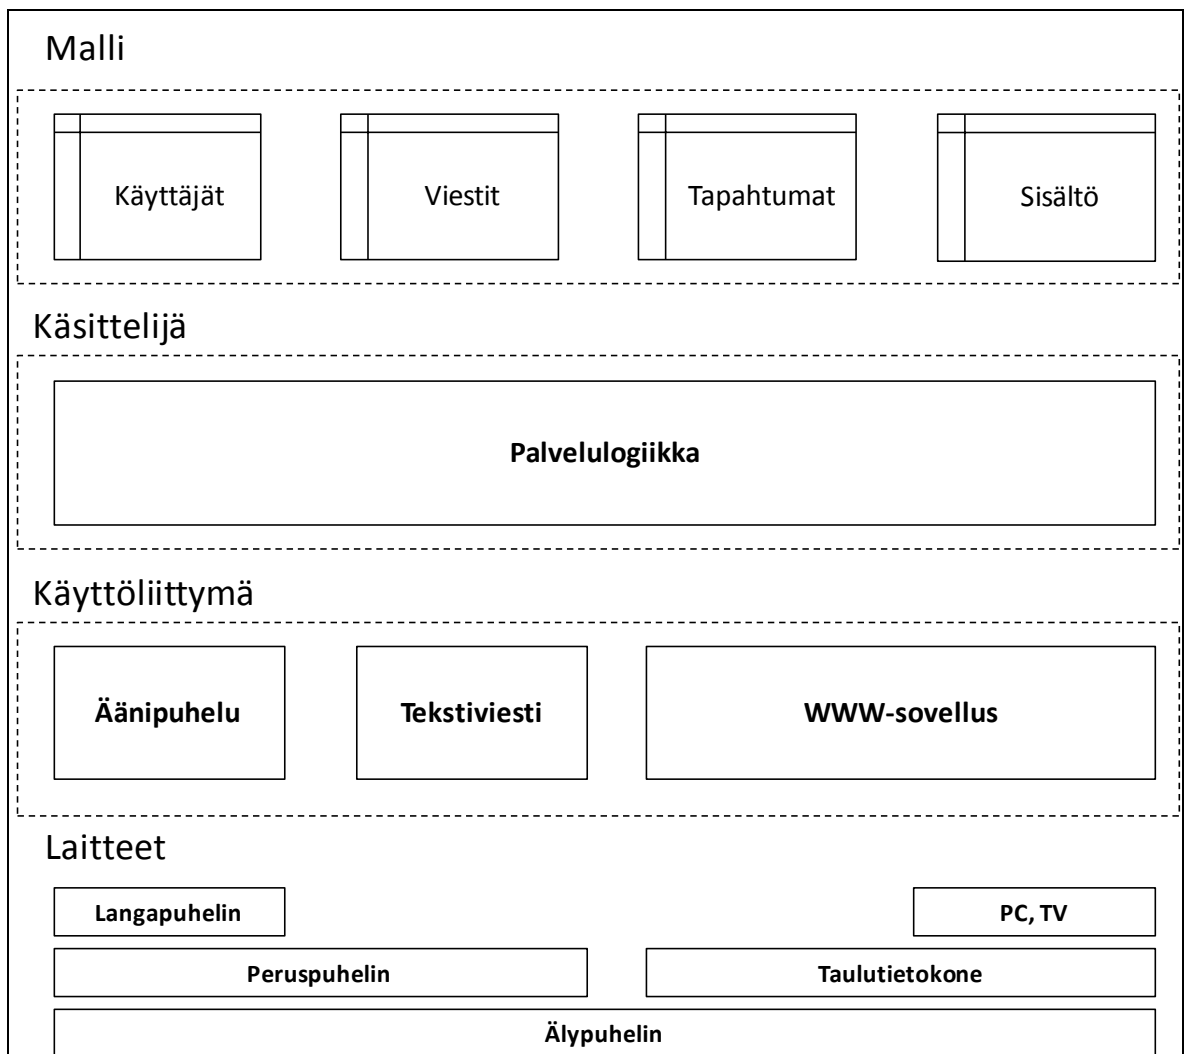 Malli
Käyttäjät
Viestit
Tapahtumat
Sisältö
Käsittelijä
Palvelulogiikka
Käyttöliittymä
Äänipuhelu
Tekstiviesti
WWW-sovellus
Laitteet
Langapuhelin
PC, TV
Peruspuhelin
Taulutietokone
Älypuhelin